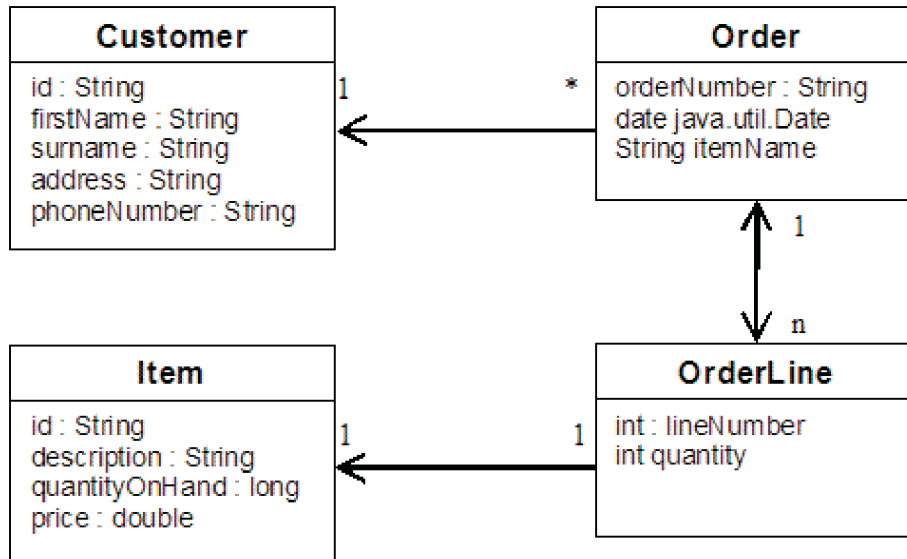 Customer
id : String
firstName : String
surname : String
address : String
phoneNumber : String
1
*
Order
orderNumber : String
date java.util.Date
String itemName
1
n
Item
id : String
description : String
quantityOnHand : long
price : double
1
1
OrderLine
int : lineNumber
int quantity